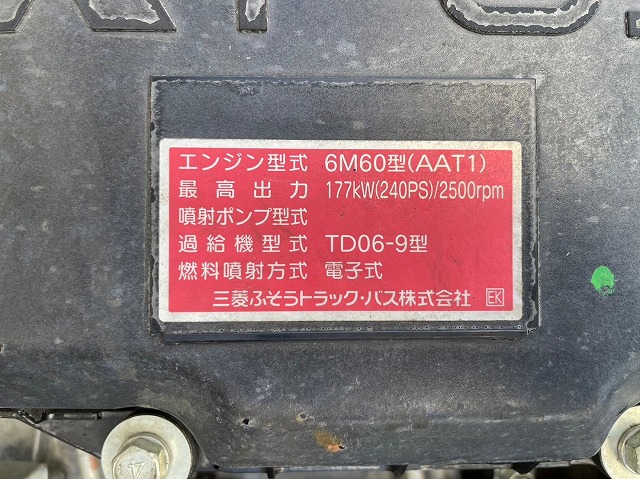 エンジン型式 6M60型(AAT1)
最高出力 177kW(240PS)/2500rpm
噴射ポンプ型式
過給機型式 TD06-9型
燃料噴射方式 電子式
三菱ふそうトラック・バス株式会社 EK
4